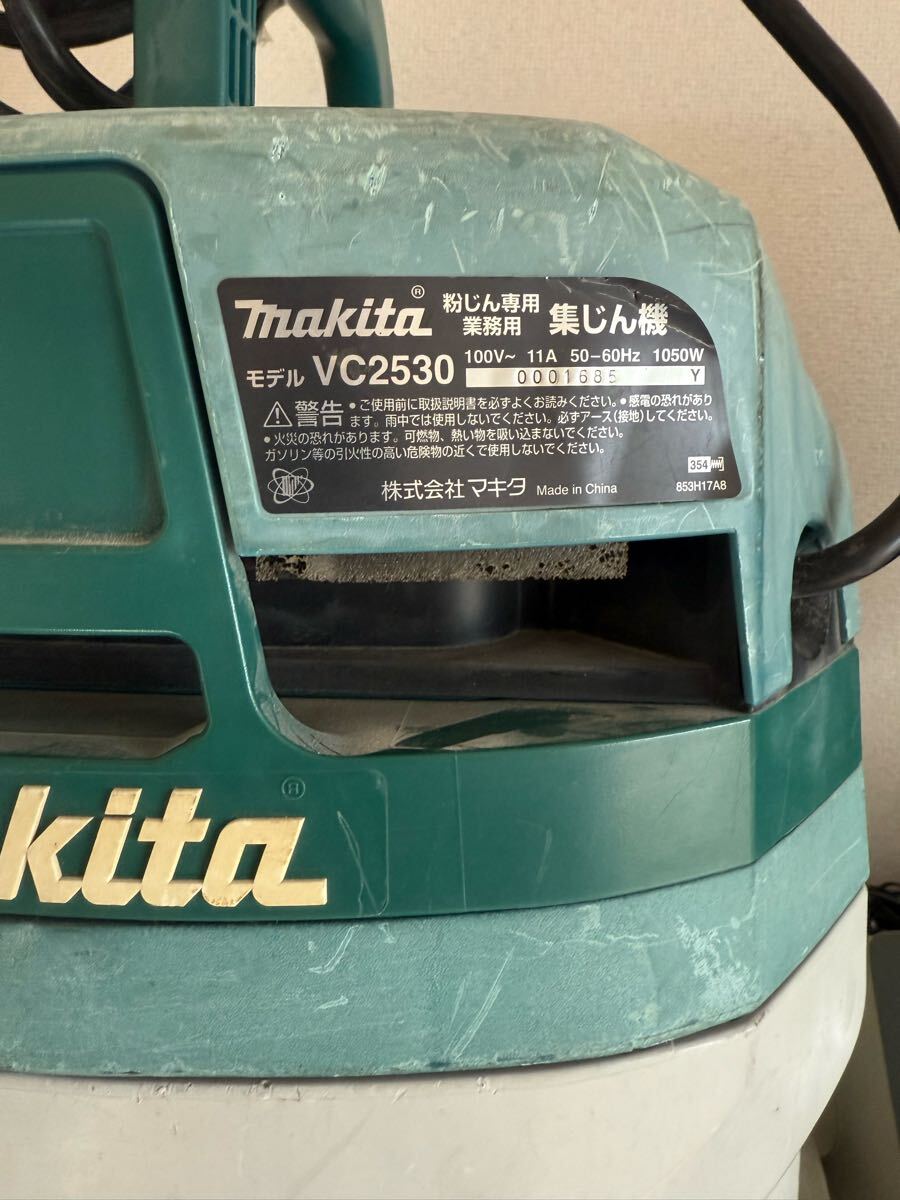 makita®
粉じん専用
業務用
集じん機
モデル VC2530
100V~ 11A 50-60Hz 1050W
0001685 Y
警告 • ご使用前に取扱説明書を必ずよくお読みください。• 感電の恐れがあり
ます。雨中では使用しないでください。必ずアース(接地)してください。
• 火災の恐れがあります。可燃物、熱い物を吸い込まないでください。
ガソリン等の引火性の高い危険物の近くで使用しないでください。
354
株式会社 マキタ Made in China
853H17A8
kita®